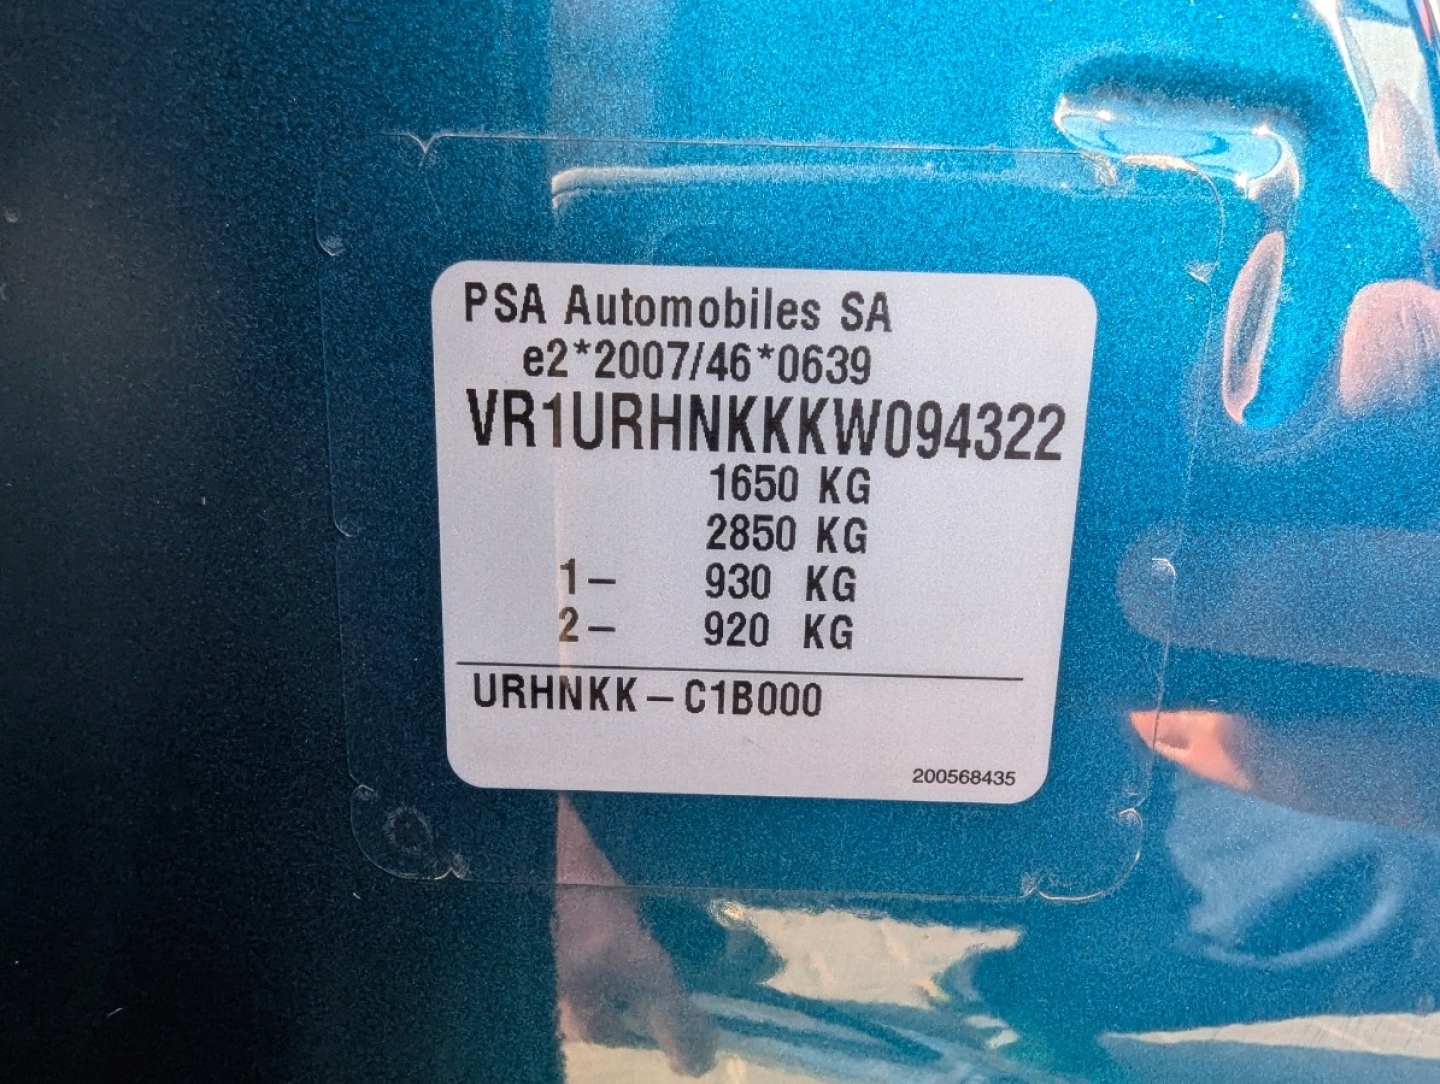 PSA Automobiles SA
e2*2007/46*0639
VR1URHNKKKW094322
1650 KG
2850 KG
1– 930 KG
2– 920 KG
URHNKK–C1B000
200568435